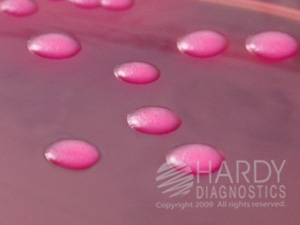 HARDY
DIAGNOSTICS
Copyright 2009 All rights reserved.